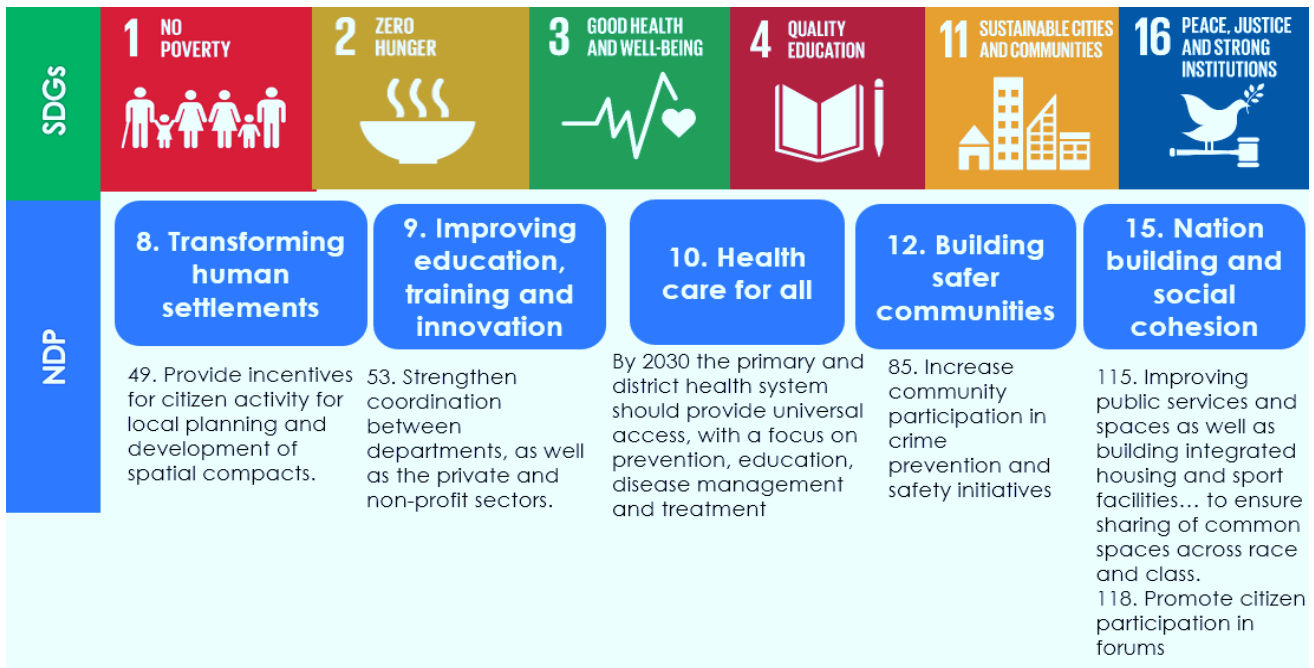 SDGs
1 NO
POVERTY
2 ZERO
HUNGER
3 GOOD HEALTH
AND WELL-BEING
4 QUALITY
EDUCATION
11 SUSTAINABLE CITIES
AND COMMUNITIES
16 PEACE, JUSTICE
AND STRONG
INSTITUTIONS
NDP
8. Transforming
human
settlements
49. Provide incentives
for citizen activity for
local planning and
development of
spatial compacts.
9. Improving
education,
training and
innovation
53. Strengthen
coordination
between
departments, as well
as the private and
non-profit sectors.
10. Health
care for all
By 2030 the primary and
district health system
should provide universal
access, with a focus on
prevention, education,
disease management
and treatment
12. Building
safer
communities
85. Increase
community
participation in
crime
prevention and
safety initiatives
15. Nation
building and
social
cohesion
115. Improving
public services and
spaces as well as
building integrated
housing and sport
facilities... to ensure
sharing of common
spaces across race
and class.
118. Promote citizen
participation in
forums